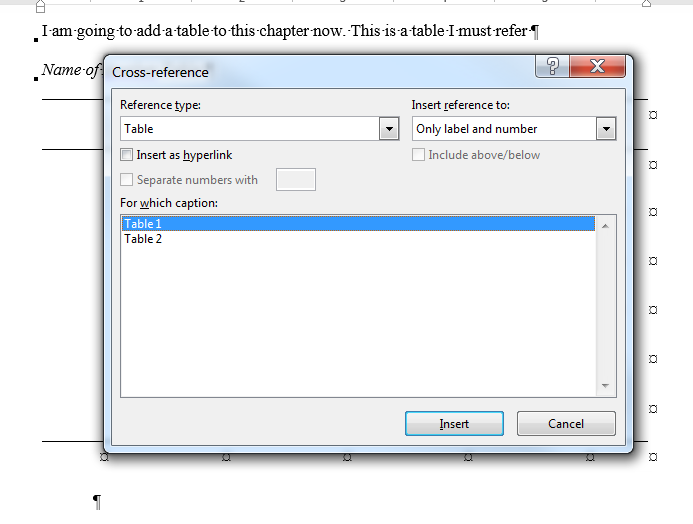 I am going to add a table to this chapter now. This is a table I must refer ¶
Name of
Cross-reference
Reference type:
Insert reference to:
Table
Only label and number
Insert as hyperlink
Include above/below
Separate numbers with
For which caption:
Table 1
Table 2
Insert
Cancel
¶